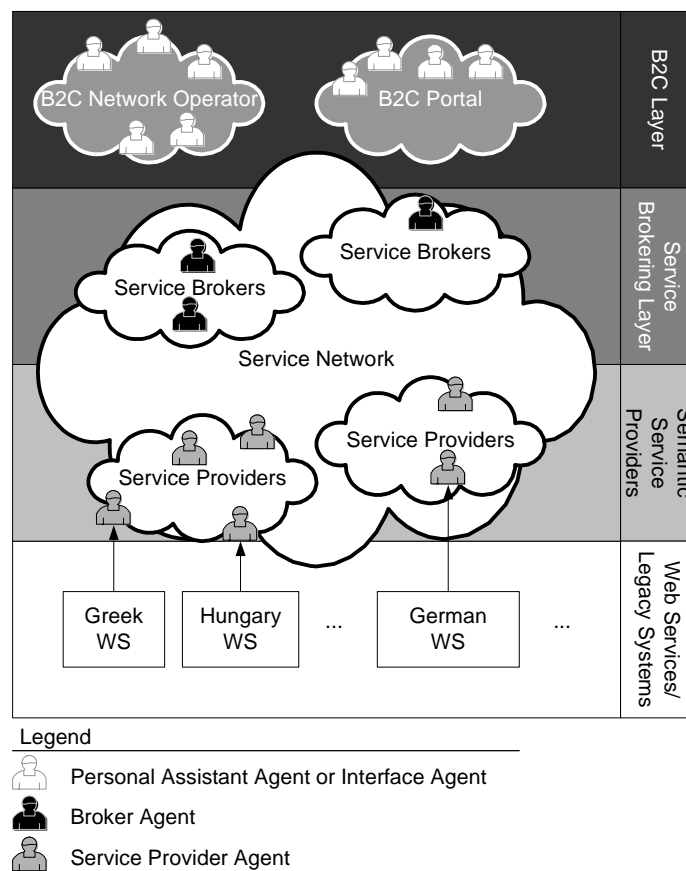 B2C Network Operator
B2C Portal
B2C Layer
Service Brokers
Service Brokers
Service
Brokering Layer
Service Network
Service Providers
Service Providers
Semantic
Service
Providers
Greek
WS
Hungary
WS
...
German
WS
...
Web Services/
Legacy Systems
Legend
Personal Assistant Agent or Interface Agent
Broker Agent
Service Provider Agent